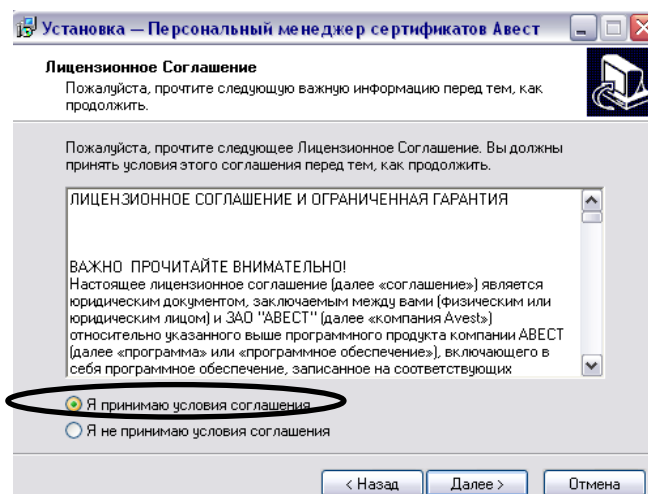 Установка — Персональный менеджер сертификатов Авест
Лицензионное Соглашение
Пожалуйста, прочтите следующую важную информацию перед тем, как
продолжить.
Пожалуйста, прочтите следующее Лицензионное Соглашение. Вы должны
принять условия этого соглашения перед тем, как продолжить.
ЛИЦЕНЗИОННОЕ СОГЛАШЕНИЕ И ОГРАНИЧЕННАЯ ГАРАНТИЯ
ВАЖНО ПРОЧИТАЙТЕ ВНИМАТЕЛЬНО!
Настоящее лицензионное соглашение (далее «соглашение») является
юридическим документом, заключаемым между вами (физическим или
юридическим лицом) и ЗАО "АВЕСТ" (далее «компания Avest»)
относительно указанного выше программного продукта компании АВЕСТ
(далее «программа» или «программное обеспечение»), включающего в
себя программное обеспечение, записанное на соответствующих
Я принимаю условия соглашения
Я не принимаю условия соглашения
< Назад Далее > Отмена